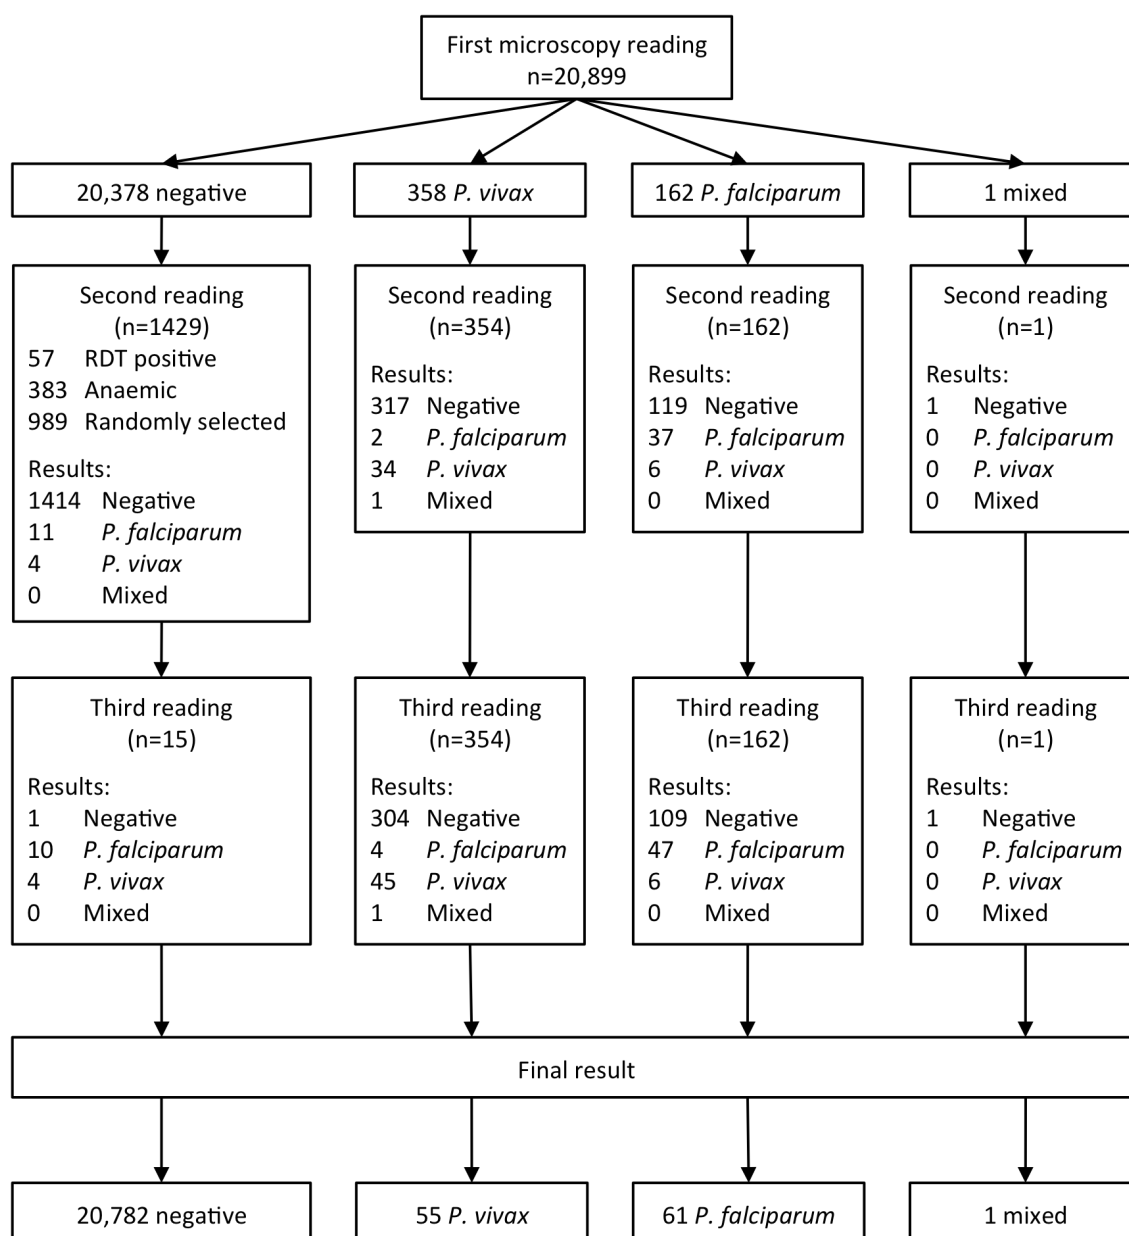 First microscopy reading
n=20,899
20,378 negative
358 P. vivax
162 P. falciparum
1 mixed
Second reading
(n=1429)
57 RDT positive
383 Anaemic
989 Randomly selected
Results:
1414 Negative
11 P. falciparum
4 P. vivax
0 Mixed
Second reading
(n=354)
Results:
317 Negative
2 P. falciparum
34 P. vivax
1 Mixed
Second reading
(n=162)
Results:
119 Negative
37 P. falciparum
6 P. vivax
0 Mixed
Second reading
(n=1)
Results:
1 Negative
0 P. falciparum
0 P. vivax
0 Mixed
Third reading
(n=15)
Results:
1 Negative
10 P. falciparum
4 P. vivax
0 Mixed
Third reading
(n=354)
Results:
304 Negative
4 P. falciparum
45 P. vivax
1 Mixed
Third reading
(n=162)
Results:
109 Negative
47 P. falciparum
6 P. vivax
0 Mixed
Third reading
(n=1)
Results:
1 Negative
0 P. falciparum
0 P. vivax
0 Mixed
Final result
20,782 negative
55 P. vivax
61 P. falciparum
1 mixed